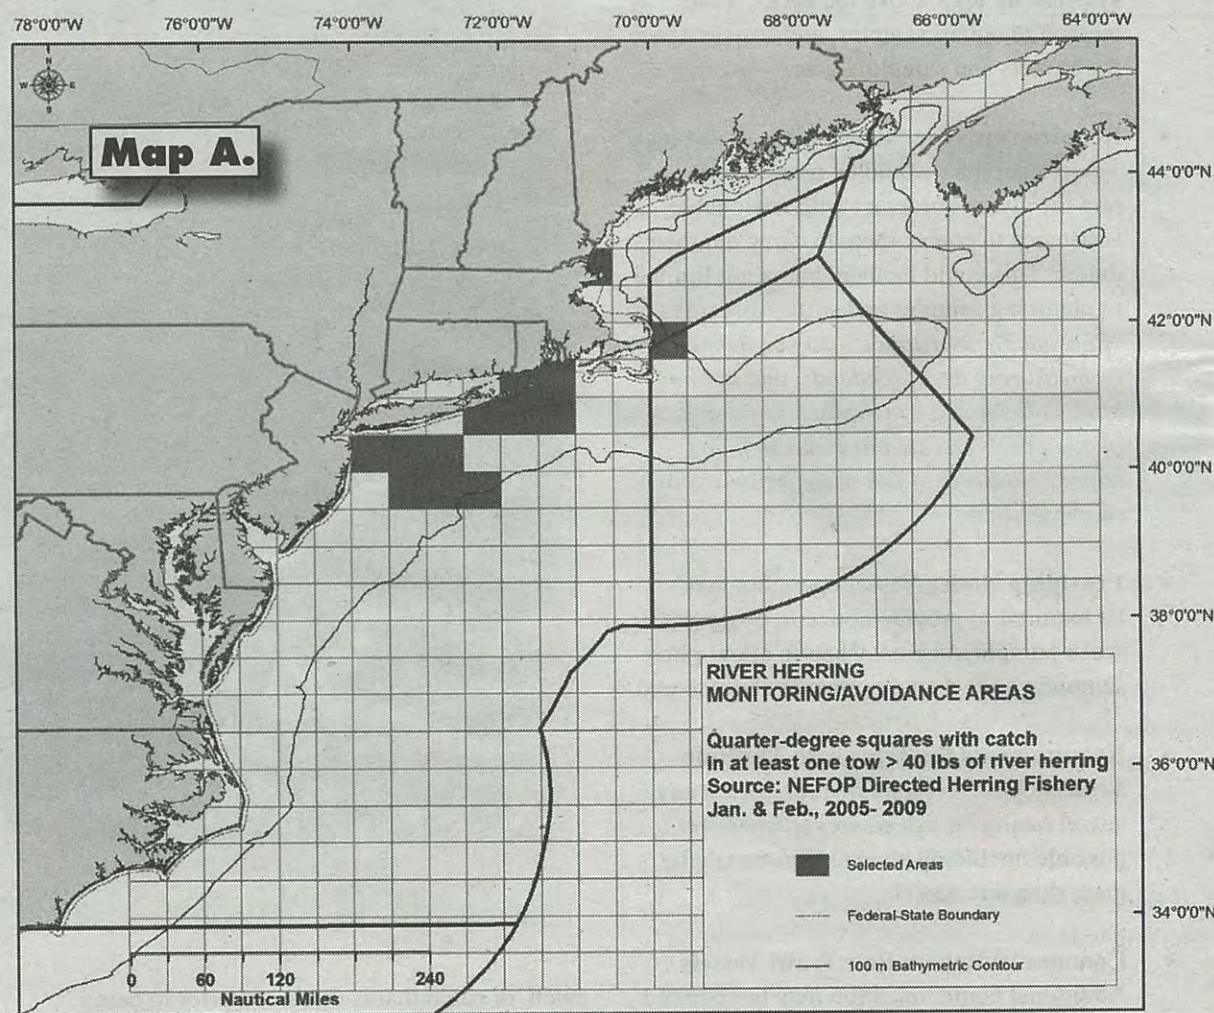 78°0'0"W 76°0'0"W 74°0'0"W 72°0'0"W 70°0'0"W 68°0'0"W 66°0'0"W 64°0'0"W
N
W E
S
Map A.
44°0'0"N
42°0'0"N
40°0'0"N
38°0'0"N
RIVER HERRING
MONITORING/AVOIDANCE AREAS
Quarter-degree squares with catch
in at least one tow > 40 lbs of river herring
Source: NEFOP Directed Herring Fishery
Jan. & Feb., 2005- 2009
36°0'0"N
Selected Areas
Federal-State Boundary
34°0'0"N
100 m Bathymetric Contour
0 60 120 240
Nautical Miles